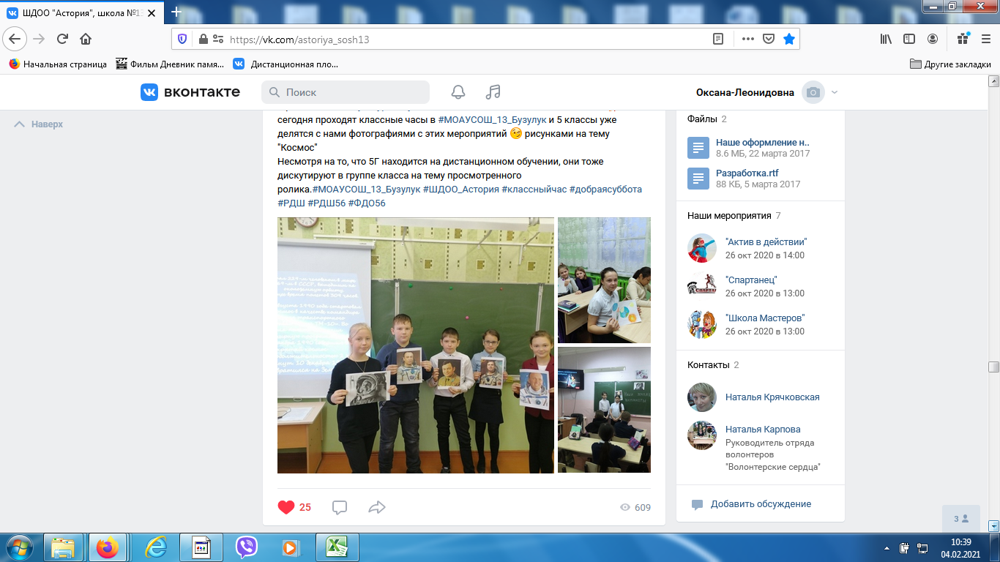 ШДОО "Астория", школа №13
https://vk.com/astoriya_sosh13
Начальная страница
Фильм Дневник памя...
Дистанционная пло...
Другие закладки
вконтакте
Поиск
Оксана-Леонидовна
Наверх
сегодня проходят классные часы в #МОАУСОШ_13_Бузулук и 5 классы уже
делятся с нами фотографиями с этих мероприятий рисунками на тему
"Космос"
Несмотря на то, что 5Г находится на дистанционном обучении, они тоже
дискутируют в группе класса на тему просмотренного
ролика.#МОАУСОШ_13_Бузулук #ШДОО_Астория #классныйчас #добраясуббота
#РДШ #РДШ56 #ФДО56
25
609
Файлы 2
Наше оформление н..
8.6 МБ, 22 марта 2017
Разработка.rtf
88 КБ, 5 марта 2017
Наши мероприятия 7
"Актив в действии"
26 окт 2020 в 14:00
"Спартанец"
26 окт 2020 в 13:00
"Школа Мастеров"
26 окт 2020 в 13:00
Контакты 2
Наталья Крячковская
Наталья Карпова
Руководитель отряда
волонтеров
"Волонтерские сердца"
Добавить обсуждение
3
10:39
04.02.2021